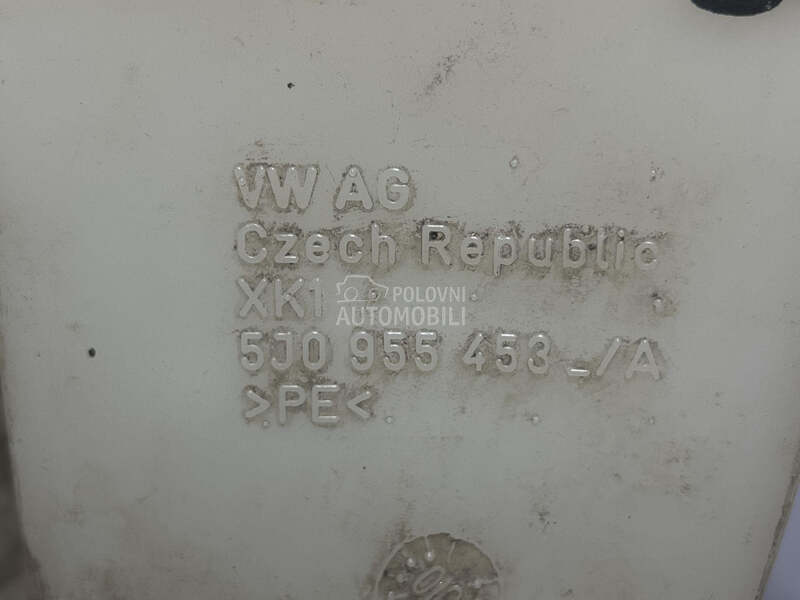 VW AG
Czech Republic
XK1
POLOVNI
AUTOMOBILI
5J0 955 453 _/A
>PE<